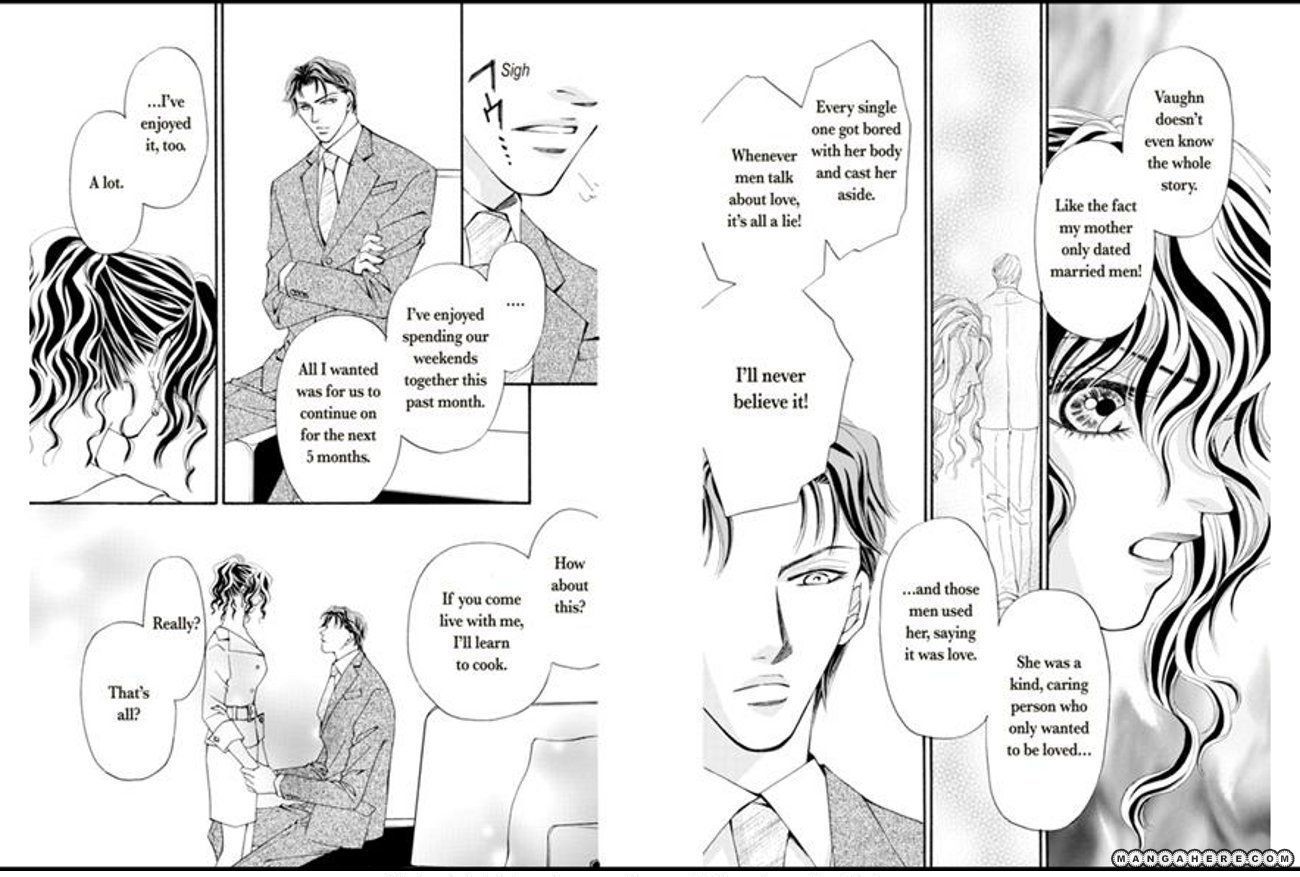 Vaughn
doesn't
even know
the whole
story.
Like the fact
my mother
only dated
married men!
She was a
kind, caring
person who
only wanted
to be loved...
...and those
men used
her, saying
it was love.
Every single
one got bored
with her body
and cast her
aside.
Whenever
men talk
about love,
it's all a lie!
I'll never
believe it!
Sigh
ハゥ...
....
I've enjoyed
spending our
weekends
together this
past month.
All I wanted
was for us to
continue on
for the next
5 months.
...I've
enjoyed
it, too.
A lot.
How
about
this?
If you come
live with me,
I'll learn
to cook.
Really?
That's
all?
MANGAHERE.COM